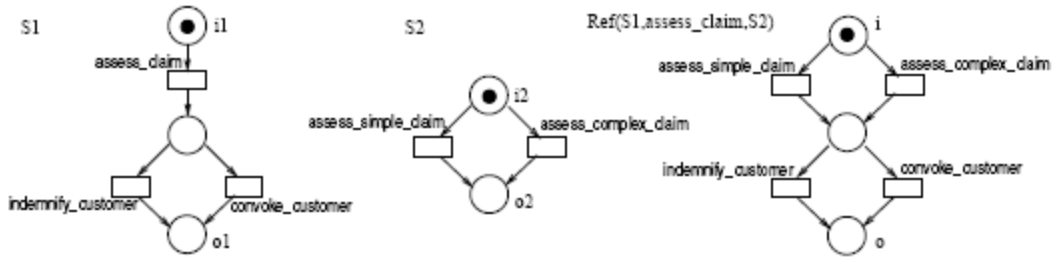 S1
i1
assess_claim
indemnify_customer
convoke_customer
o1
S2
i2
assess_simple_claim
assess_complex_claim
o2
Ref(S1,assess_claim,S2)
i
assess_simple_claim
assess_complex_claim
indemnify_customer
convoke_customer
o